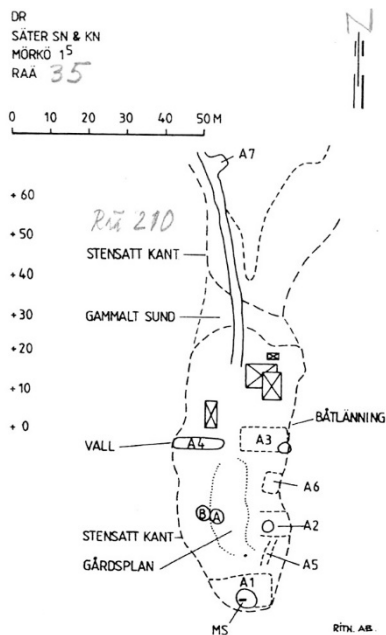 DR
SÄTER SN & KN
MÖRKÖ 1⁵
RAÄ 35
N
0 10 20 30 40 50 M
A7
+ 60
RAÄ 210
+ 50
STENSATT KANT
+ 40
+ 30
GAMMALT SUND
+ 20
+ 10
BÅTLÄNNING
+ 0
VALL
A4
A3
A6
B A
A2
STENSATT KANT
GÅRDSPLAN
A5
A1
MS
RITN. AB.